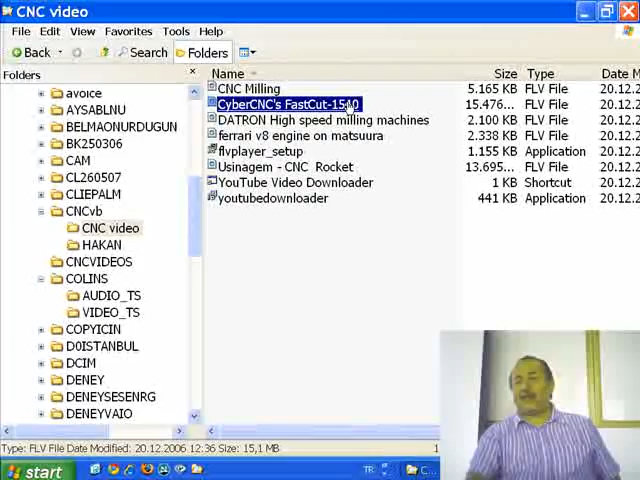 CNC video
File Edit View Favorites Tools Help
Back Search Folders
Folders
Name Size Type Date M
avoice
AYSABLNU
BELMAONURDUGUN
BK250306
CAM
CL260507
CLIEPALM
CNCvb
CNC video
HAKAN
CNCVIDEOS
COLINS
AUDIO_TS
VIDEO_TS
COPYICIN
D0ISTANBUL
DCIM
DENEY
DENEYSESENRG
DENEYVAIO
CNC Milling 5.165 KB FLV File 20.12.2
CyberCNC's FastCut-1540 15.476... FLV File 20.12.2
DATRON High speed milling machines 2.100 KB FLV File 20.12.2
ferrari v8 engine on matsuura 2.338 KB FLV File 20.12.2
flvplayer_setup 1.155 KB Application 20.12.2
Usinagem - CNC Rocket 13.695... FLV File 20.12.2
YouTube Video Downloader 1 KB Shortcut 20.12.2
youtubedownloader 441 KB Application 20.12.2
Type: FLV File Date Modified: 20.12.2006 12:36 Size: 15,1 MB 1
start TR C...